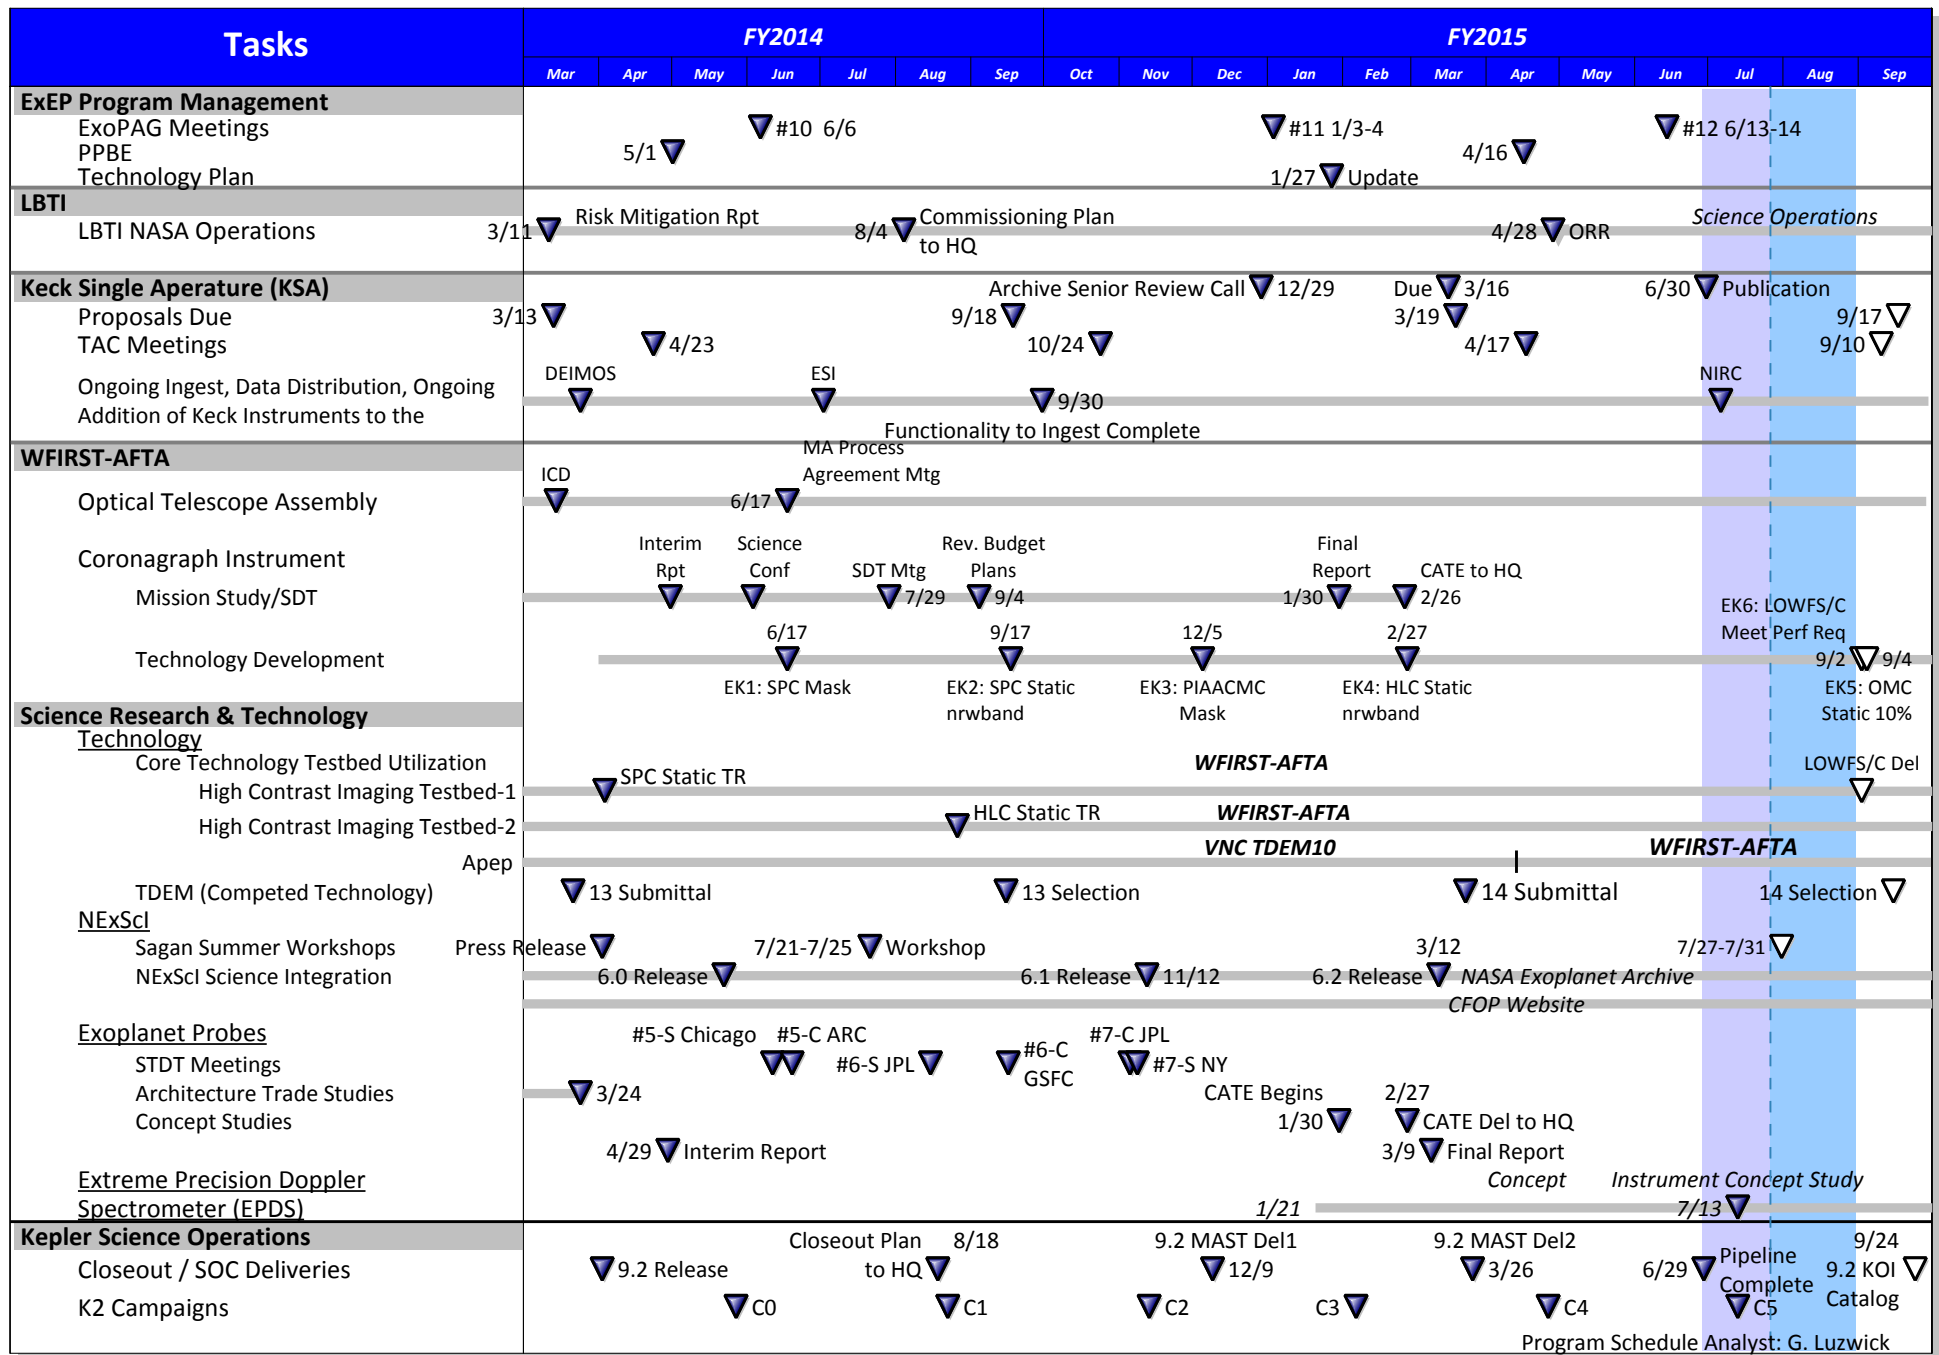 Tasks
FY2014 FY2015
Mar Apr May Jun Jul Aug Sep Oct Nov Dec Jan Feb Mar Apr May Jun Jul Aug Sep
ExEP Program Management
ExoPAG Meetings #10 6/6 #11 1/3-4 #12 6/13-14
PPBE 5/1 4/16
Technology Plan 1/27 Update
LBTI
Risk Mitigation Rpt Commissioning Plan Science Operations
LBTI NASA Operations 3/11 8/4 4/28 ORR
to HQ
Keck Single Aperature (KSA) Archive Senior Review Call 12/29 Due 3/16 6/30 Publication
Proposals Due 3/13 9/18 3/19 9/17
TAC Meetings 4/23 10/24 4/17 9/10
DEIMOS ESI NIRC
Ongoing Ingest, Data Distribution, Ongoing
9/30
Addition of Keck Instruments to the
Functionality to Ingest Complete
WFIRST-AFTA
MA Process
ICD Agreement Mtg
Optical Telescope Assembly 6/17
Interim Science Rev. Budget Final
Coronagraph Instrument
Rpt Conf SDT Mtg Plans Report CATE to HQ
Mission Study/SDT 7/29 9/4 1/30 2/26
EK6: LOWFS/C
6/17 9/17 12/5 2/27 Meet Perf Req
Technology Development 9/2 9/4
EK1: SPC Mask EK2: SPC Static EK3: PIAACMC EK4: HLC Static EK5: OMC
nrwband Mask nrwband Static 10%
Science Research & Technology
Technology
Core Technology Testbed Utilization WFIRST-AFTA LOWFS/C Del
SPC Static TR
High Contrast Imaging Testbed-1
HLC Static TR WFIRST-AFTA
High Contrast Imaging Testbed-2
VNC TDEM10 WFIRST-AFTA
Apep
TDEM (Competed Technology) 13 Submittal 13 Selection 14 Submittal 14 Selection
NExScI
Sagan Summer Workshops Press Release 7/21-7/25 Workshop 3/12 7/27-7/31
NExScI Science Integration 6.0 Release 6.1 Release 11/12 6.2 Release NASA Exoplanet Archive
CFOP Website
Exoplanet Probes #5-S Chicago #5-C ARC #7-C JPL
#6-C
STDT Meetings #6-S JPL #7-S NY
GSFC
Architecture Trade Studies 3/24 CATE Begins 2/27
Concept Studies 1/30 CATE Del to HQ
4/29 Interim Report 3/9 Final Report
Extreme Precision Doppler Concept Instrument Concept Study
Spectrometer (EPDS) 1/21 7/13
Kepler Science Operations Closeout Plan 8/18 9.2 MAST Del1 9.2 MAST Del2 9/24
Pipeline
Closeout / SOC Deliveries 9.2 Release to HQ 12/9 3/26 6/29 9.2 KOI
Complete
Catalog
K2 Campaigns C0 C1 C2 C3 C4 C5
Program Schedule Analyst: G. Luzwick